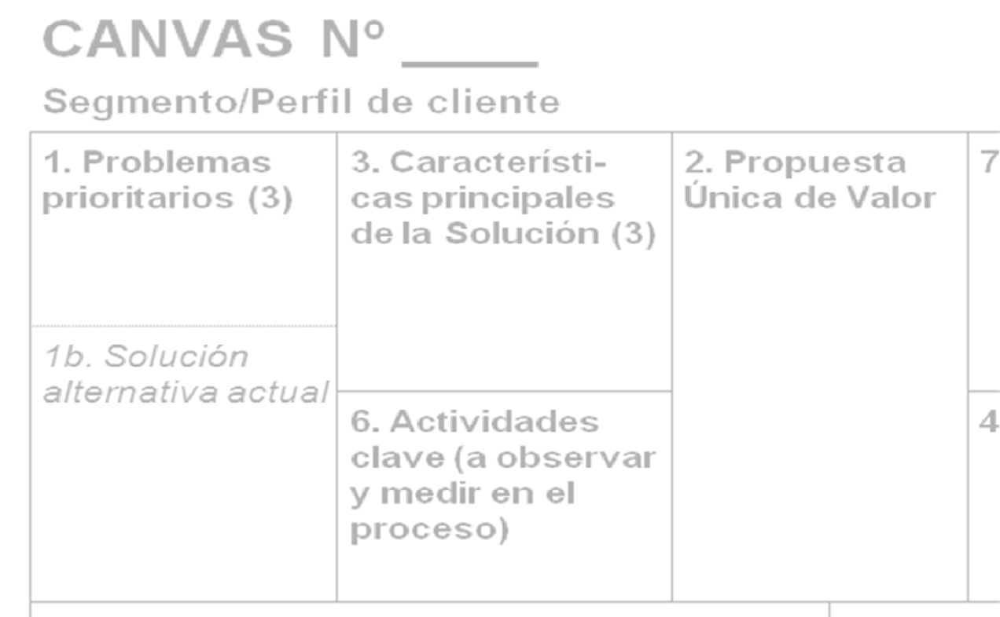 CANVAS Nº _____
Segmento/Perfil de cliente
1. Problemas
prioritarios (3)
1b. Solución
alternativa actual
3. Característi-
cas principales
de la Solución (3)
6. Actividades
clave (a observar
y medir en el
proceso)
2. Propuesta
Única de Valor
7
4